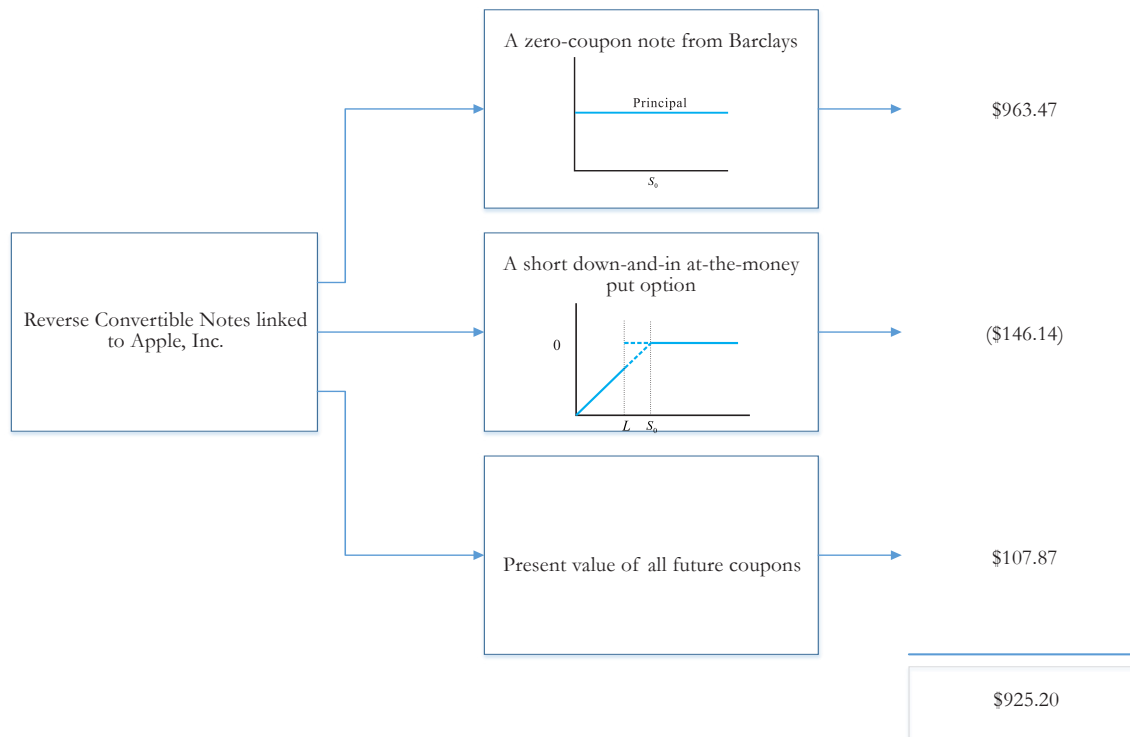 A zero-coupon note from Barclays
Principal
S₀
$963.47
Reverse Convertible Notes linked
to Apple, Inc.
A short down-and-in at-the-money
put option
0
L S₀
($146.14)
Present value of all future coupons
$107.87
$925.20